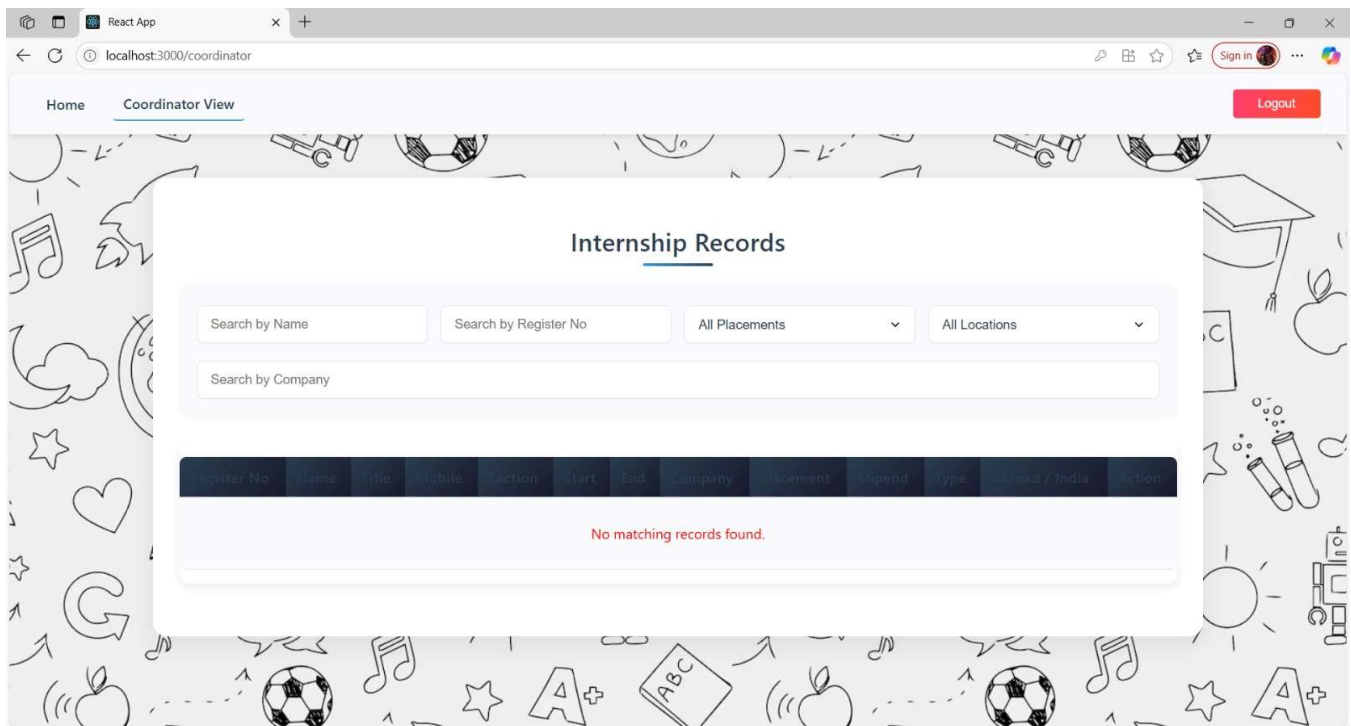 React App
localhost:3000/coordinator
Sign in
Home Coordinator View Logout
Internship Records
Search by Name Search by Register No All Placements All Locations
Search by Company
Register No Name Title Mobile Section Start End Company Placement Stipend Type Abroad / India Action
No matching records found.
C
ABC
A+
A+